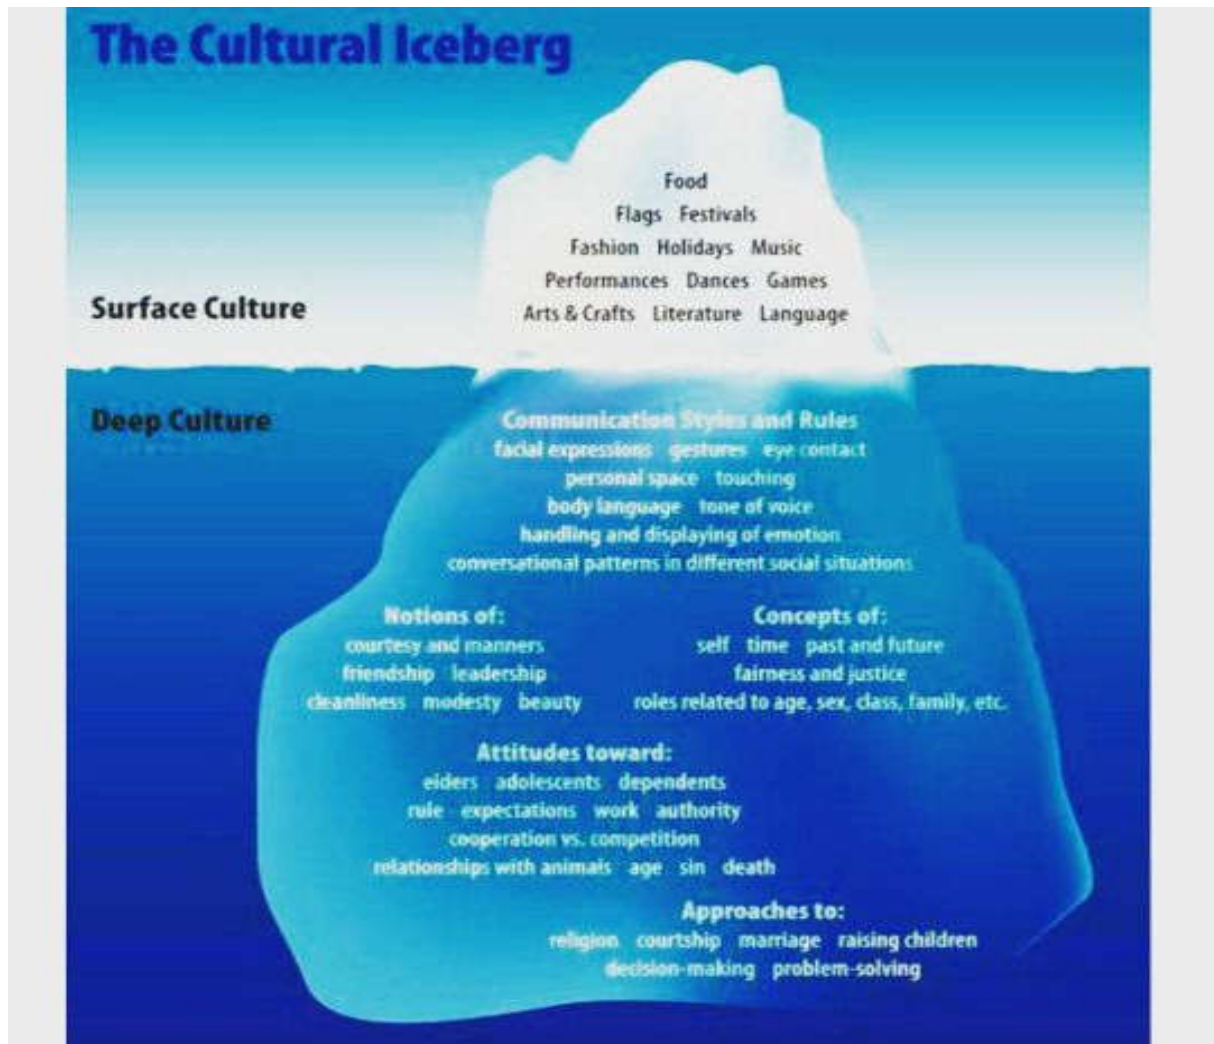 The Cultural Iceberg
Food
Flags Festivals
Fashion Holidays Music
Performances Dances Games
Arts & Crafts Literature Language
Surface Culture
Deep Culture
Communication Styles and Rules
facial expressions gestures eye contact
personal space touching
body language tone of voice
handling and displaying of emotion
conversational patterns in different social situations
Notions of:
courtesy and manners
friendship leadership
cleanliness modesty beauty
Concepts of:
self time past and future
fairness and justice
roles related to age, sex, class, family, etc.
Attitudes toward:
elders adolescents dependents
rule expectations work authority
cooperation vs. competition
relationships with animals age sin death
Approaches to:
religion courtship marriage raising children
decision-making problem-solving